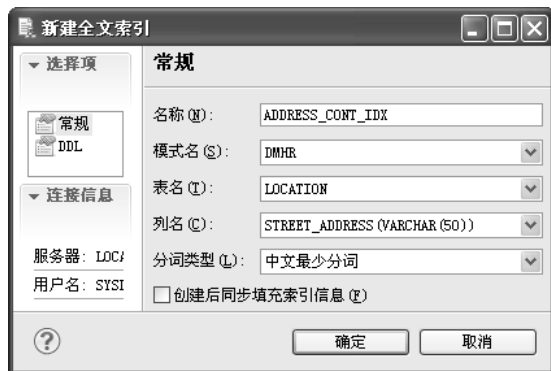 新建全文索引
选择项
常规
DDL
连接信息
服务器: LOCA
用户名: SYSI
常规
名称(N): ADDRESS_CONT_IDX
模式名(S): DMHR
表名(T): LOCATION
列名(C): STREET_ADDRESS(VARCHAR(50))
分词类型(L): 中文最少分词
创建后同步填充索引信息(F)
确定 取消